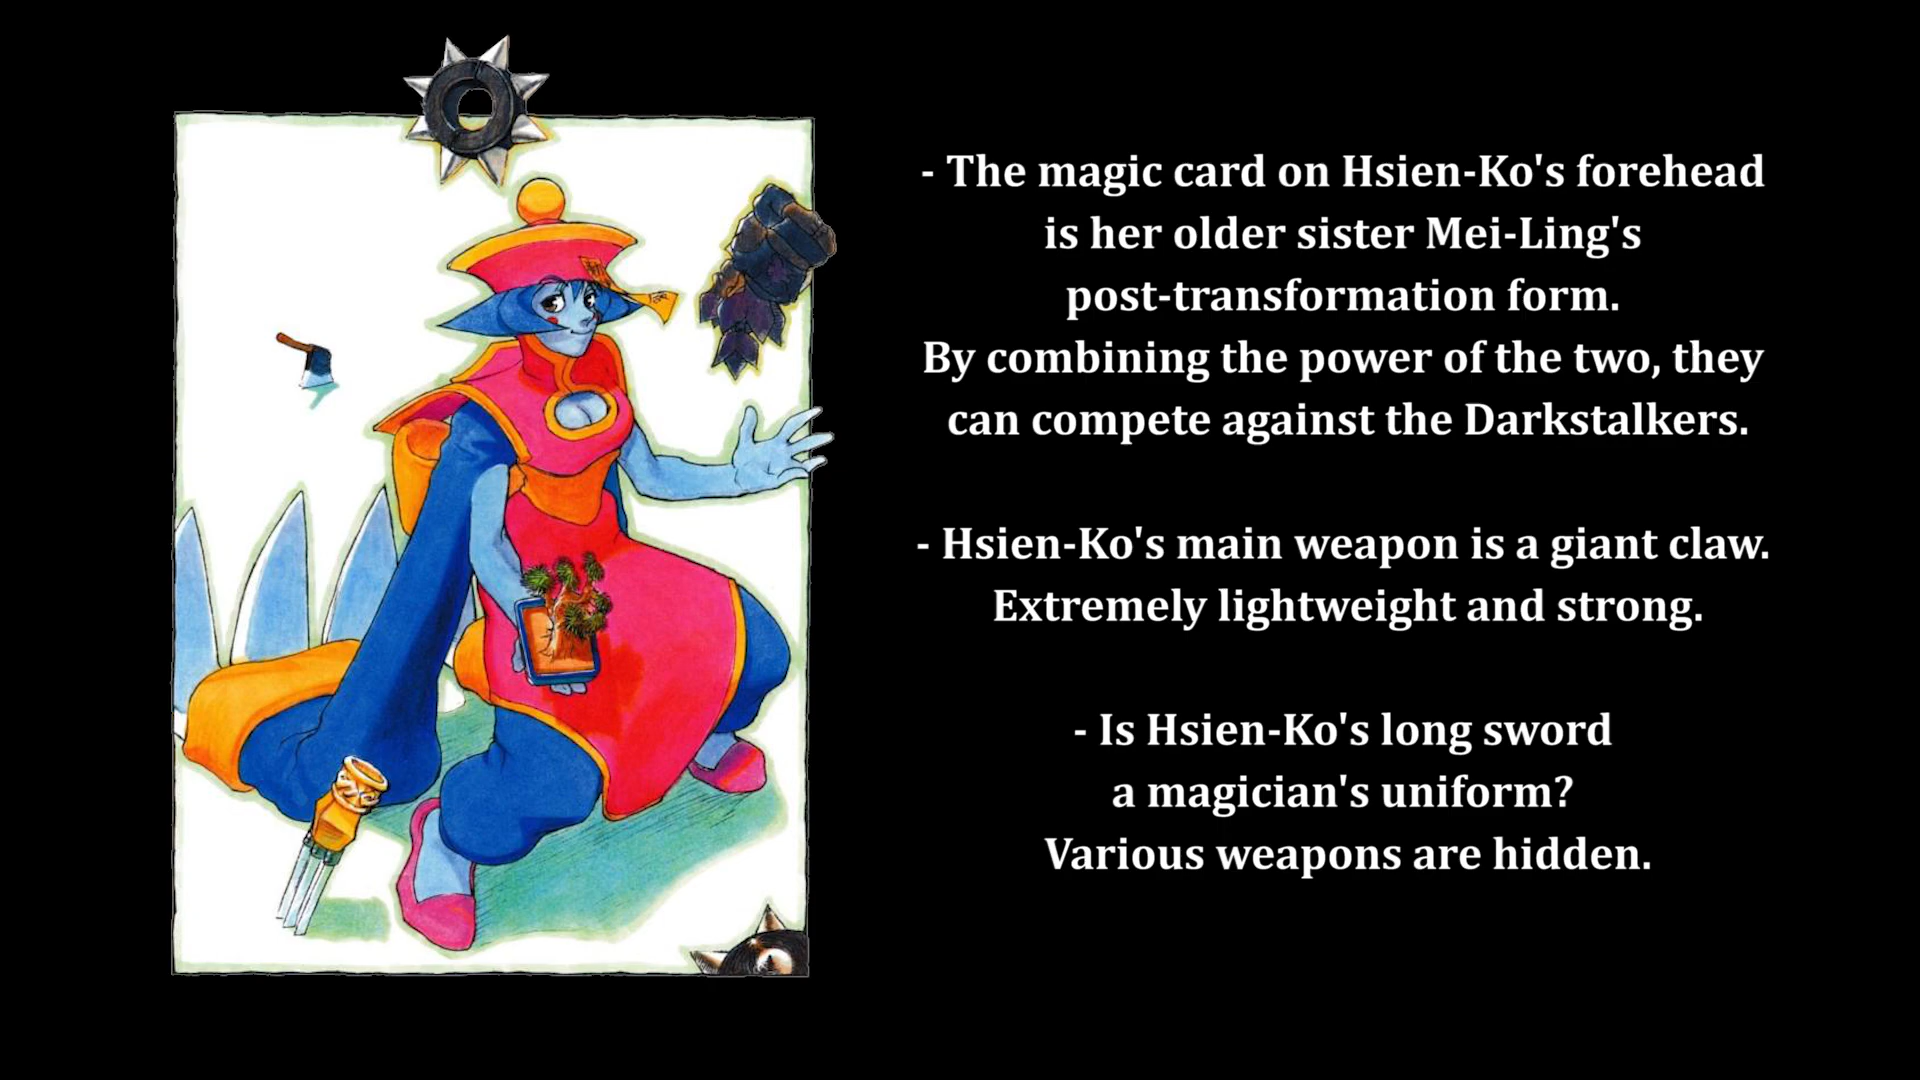 - The magic card on Hsien-Ko's forehead
is her older sister Mei-Ling's
post-transformation form.
By combining the power of the two, they
can compete against the Darkstalkers.
- Hsien-Ko's main weapon is a giant claw.
Extremely lightweight and strong.
- Is Hsien-Ko's long sword
a magician's uniform?
Various weapons are hidden.